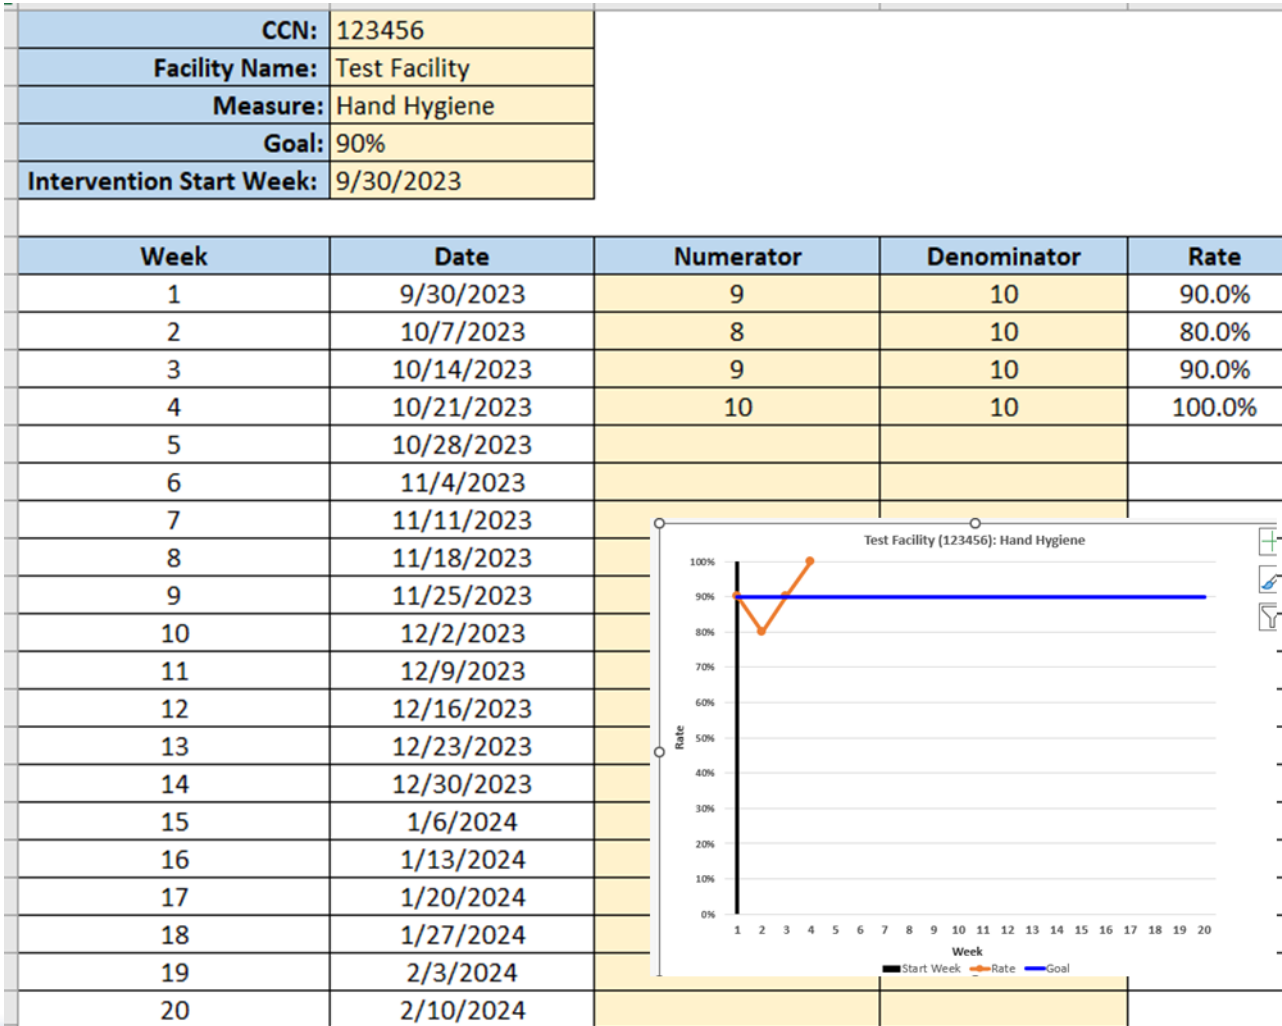 CCN: 123456
Facility Name: Test Facility
Measure: Hand Hygiene
Goal: 90%
Intervention Start Week: 9/30/2023
Week Date Numerator Denominator Rate
1 9/30/2023 9 10 90.0%
2 10/7/2023 8 10 80.0%
3 10/14/2023 9 10 90.0%
4 10/21/2023 10 10 100.0%
5 10/28/2023
6 11/4/2023
7 11/11/2023
8 11/18/2023
9 11/25/2023
10 12/2/2023
11 12/9/2023
12 12/16/2023
13 12/23/2023
14 12/30/2023
15 1/6/2024
16 1/13/2024
17 1/20/2024
18 1/27/2024
19 2/3/2024
20 2/10/2024
Test Facility (123456): Hand Hygiene
100%
90%
80%
70%
60%
50%
40%
30%
20%
10%
0%
Rate
1 2 3 4 5 6 7 8 9 10 11 12 13 14 15 16 17 18 19 20
Week
Start Week Rate Goal